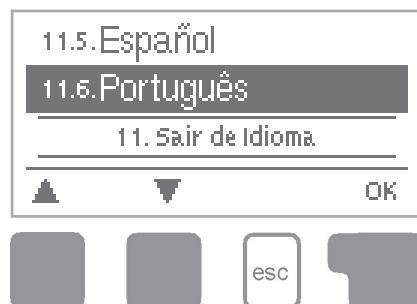 11.5. Español
11.6. Português
11. Sair de Idioma
OK
esc